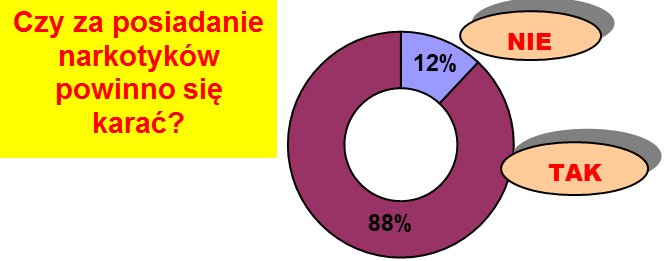 Czy za posiadanie
narkotyków
powinno się
karać?
NIE
12%
TAK
88%